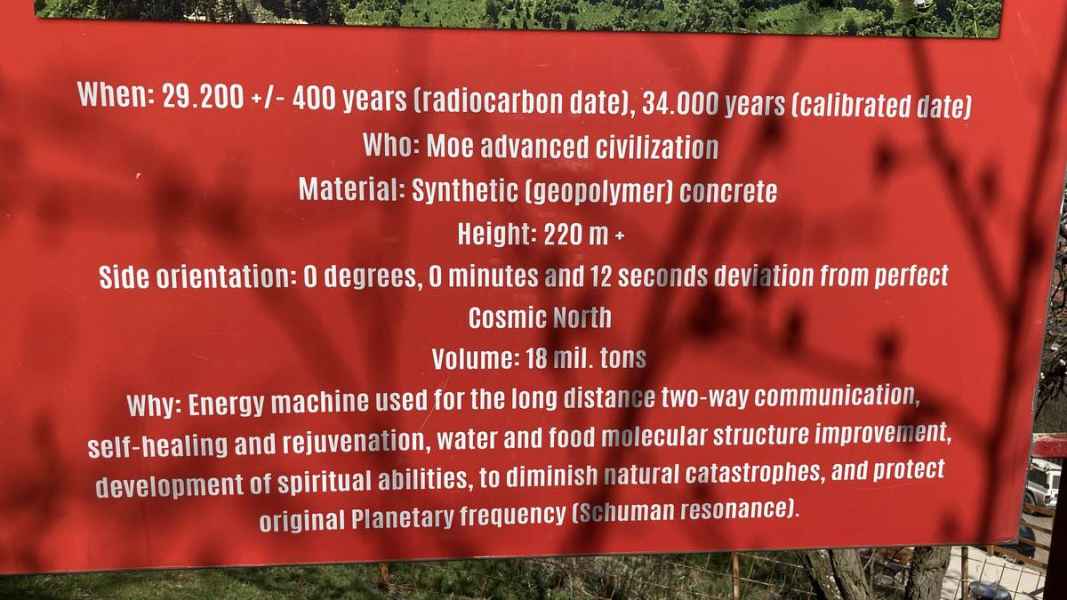 When: 29.200 +/- 400 years (radiocarbon date), 34.000 years (calibrated date)
Who: Moe advanced civilization
Material: Synthetic (geopolymer) concrete
Height: 220 m +
Side orientation: 0 degrees, 0 minutes and 12 seconds deviation from perfect
Cosmic North
Volume: 18 mil. tons
Why: Energy machine used for the long distance two-way communication,
self-healing and rejuvenation, water and food molecular structure improvement,
development of spiritual abilities, to diminish natural catastrophes, and protect
original Planetary frequency (Schuman resonance).